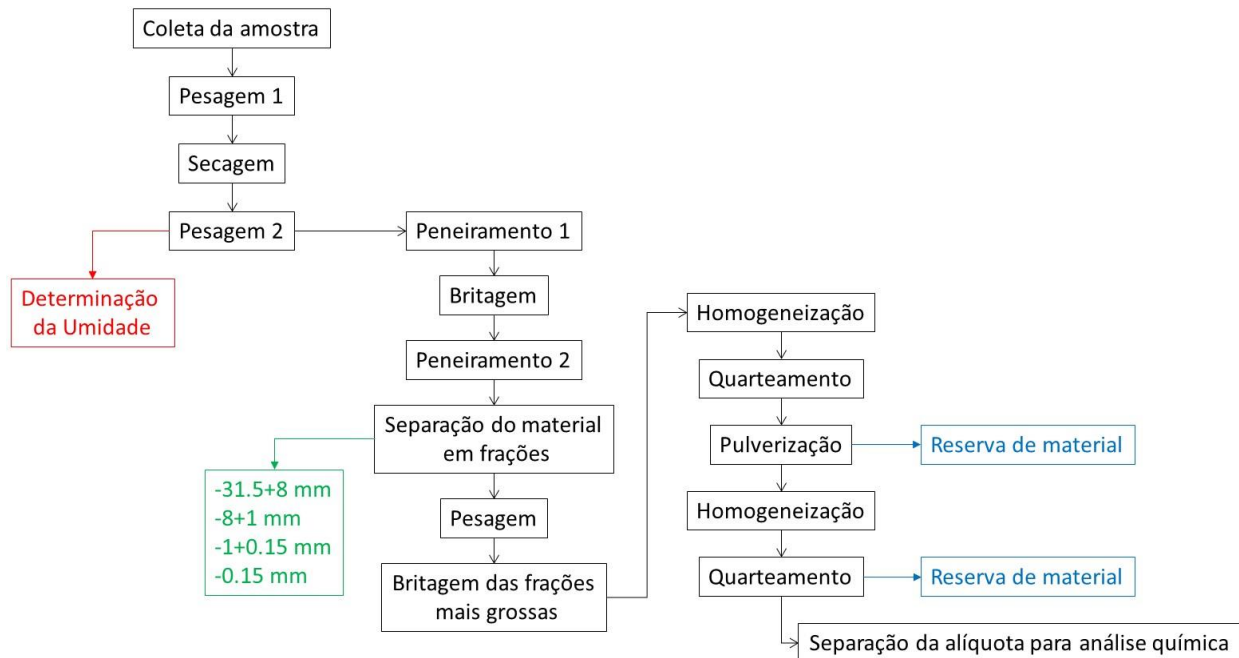 Coleta da amostra
Pesagem 1
Secagem
Pesagem 2
Determinação
da Umidade
Peneiramento 1
Britagem
Peneiramento 2
Separação do material
em frações
-31.5+8 mm
-8+1 mm
-1+0.15 mm
-0.15 mm
Pesagem
Britagem das frações
mais grossas
Homogeneização
Quarteamento
Pulverização
Reserva de material
Homogeneização
Quarteamento
Reserva de material
Separação da alíquota para análise química